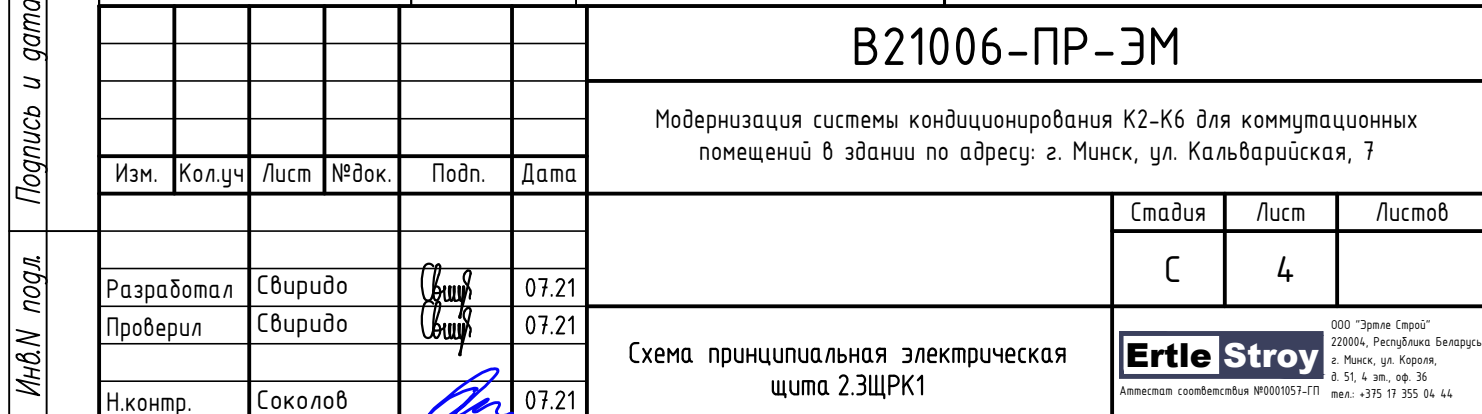 Подпись и дата
Инв.N подл.
В21006-ПР-ЭМ
Модернизация системы кондиционирования К2-К6 для коммутационных
помещений в здании по адресу: г. Минск, ул. Кальварийская, 7
Изм. Кол.уч Лист №док. Подп. Дата
Стадия Лист Листов
С 4
Разработал Свиридо 07.21
Проверил Свиридо 07.21
Н.контр. Соколов 07.21
Схема принципиальная электрическая
щита 2.3ЩРК1
Ertle Stroy
Аттестат соответствия №0001057-ГП
ООО "Эртле Строй"
220004, Республика Беларусь
г. Минск, ул. Короля,
д. 51, 4 эт., оф. 36
тел.: +375 17 355 04 44